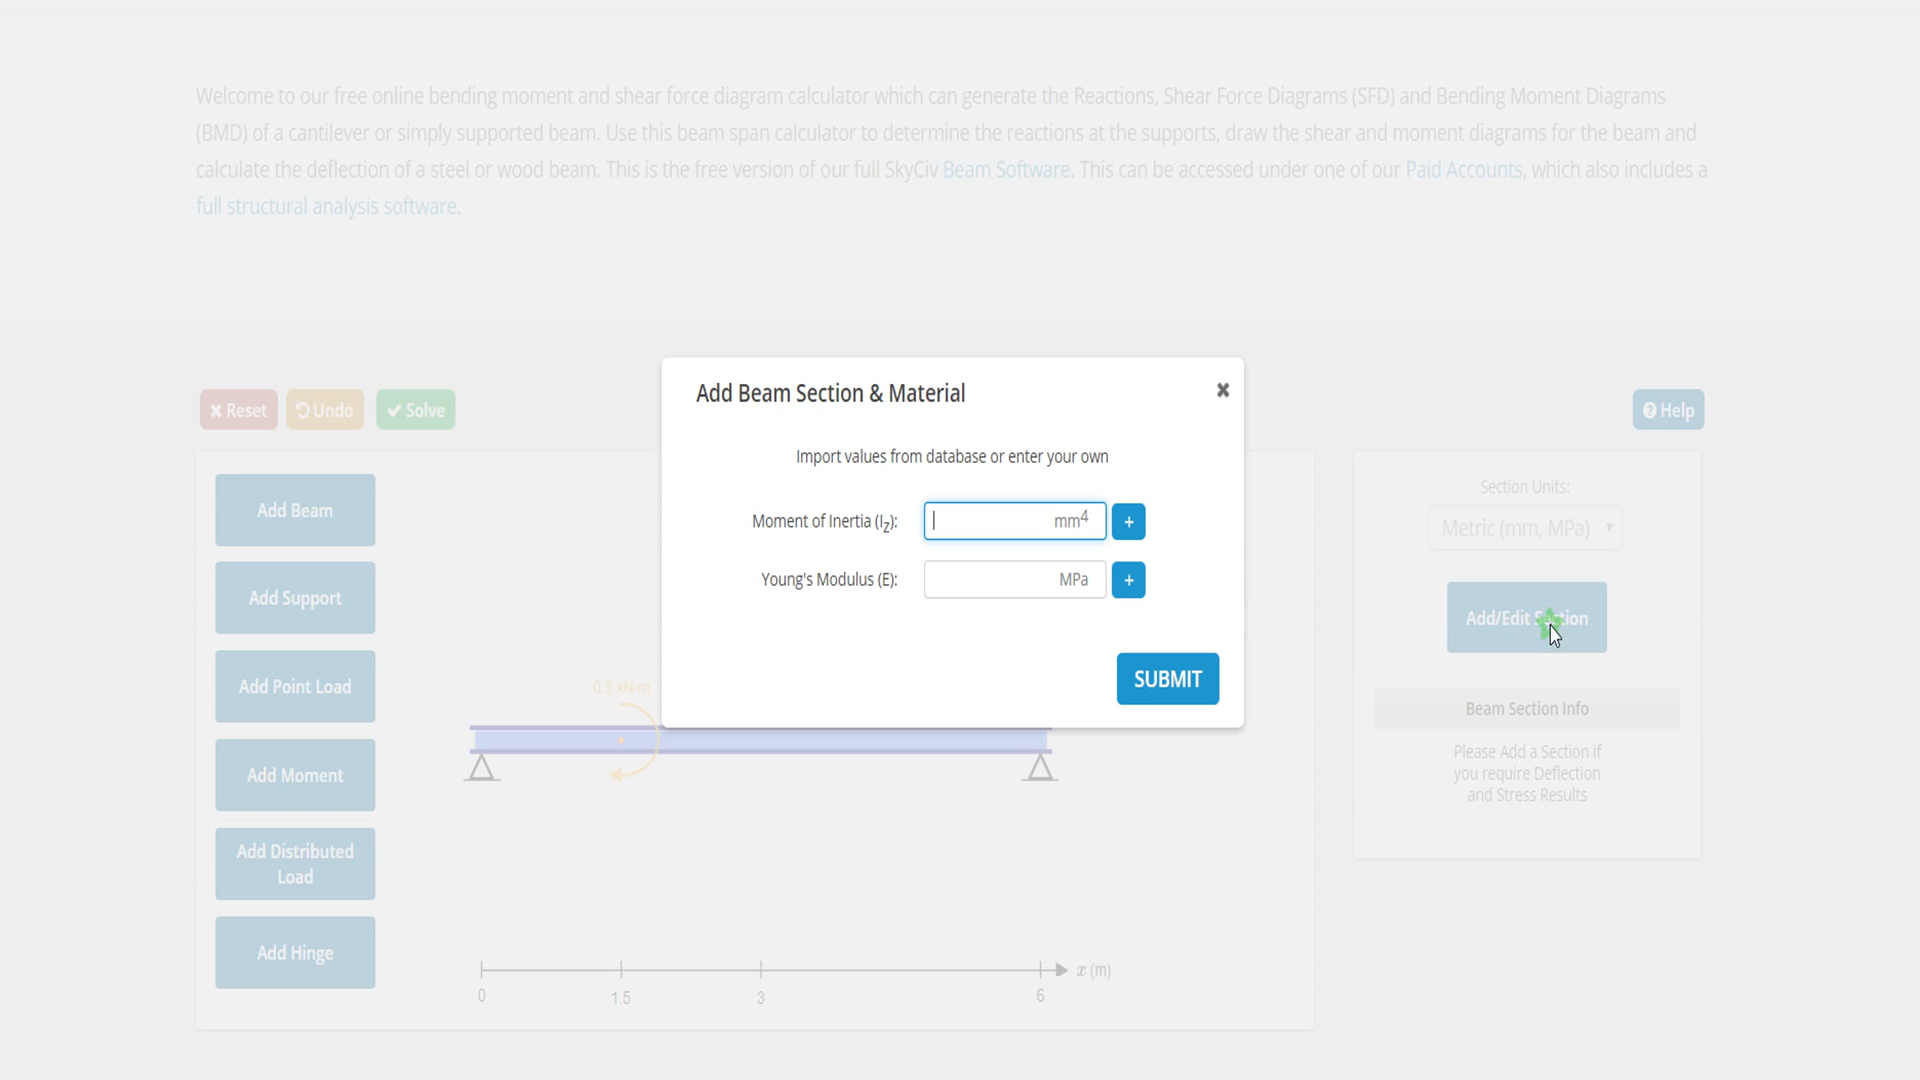 Welcome to our free online bending moment and shear force diagram calculator which can generate the Reactions, Shear Force Diagrams (SFD) and Bending Moment Diagrams
(BMD) of a cantilever or simply supported beam. Use this beam span calculator to determine the reactions at the supports, draw the shear and moment diagrams for the beam and
calculate the deflection of a steel or wood beam. This is the free version of our full SkyCiv Beam Software. This can be accessed under one of our Paid Accounts, which also includes a
full structural analysis software.
Reset
Undo
Solve
Help
Add Beam
Add Support
Add Point Load
Add Moment
Add Distributed
Load
Add Hinge
Add Beam Section & Material
Import values from database or enter your own
Moment of Inertia (Iz): mm4 +
Young's Modulus (E): MPa +
SUBMIT
0.5 kN-m
0 1.5 3 6 x (m)
Section Units:
Metric (mm, MPa)
Add/Edit Section
Beam Section Info
Please Add a Section if
you require Deflection
and Stress Results